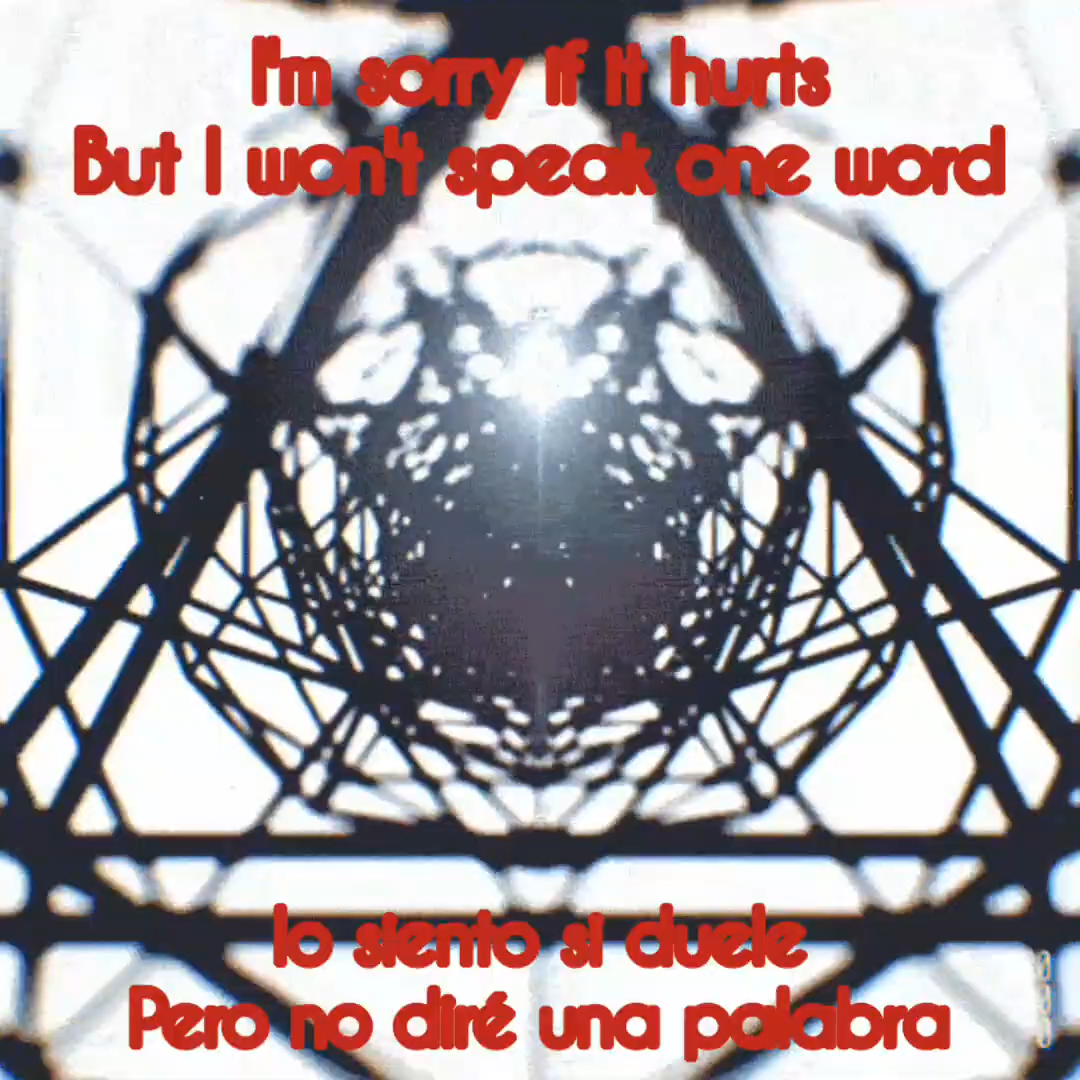 I'm sorry if it hurts
But I won't speak one word
lo siento si duele
Pero no diré una palabra